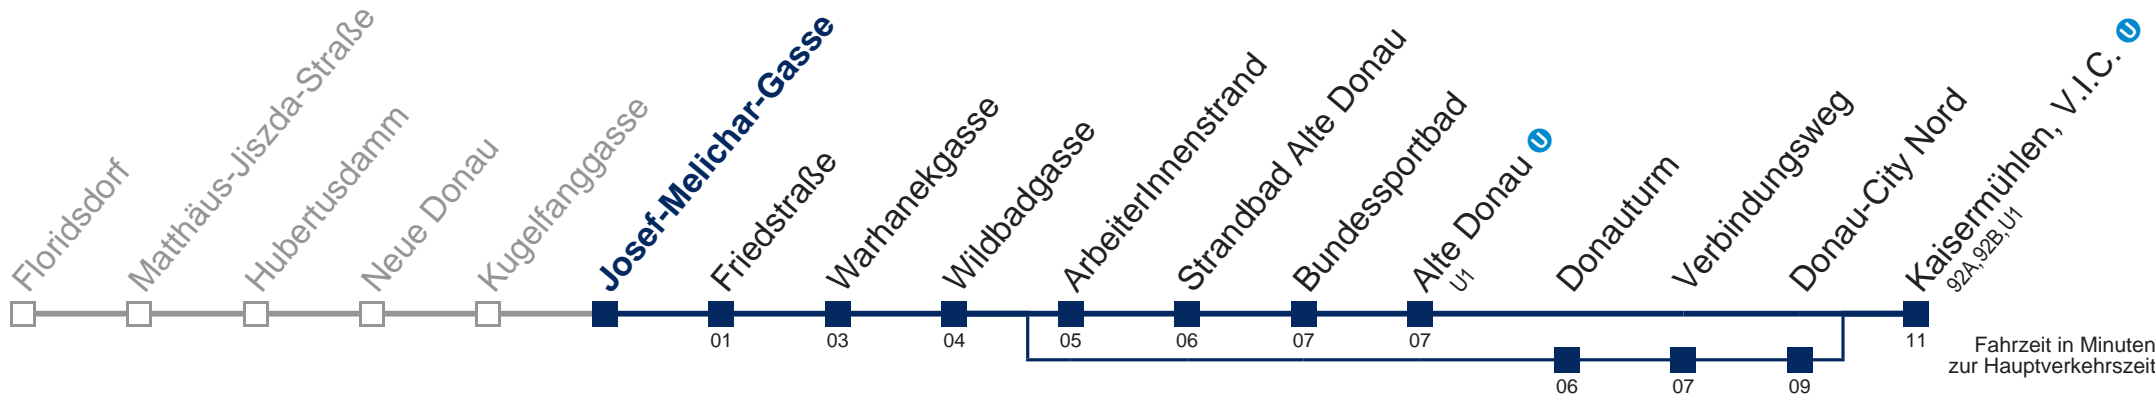 Floridsdorf
Matthäus-Jiszda-Straße
Hubertusdamm
Neue Donau
Kugelfanggasse
Josef-Melichar-Gasse
Friedstraße
Warhanekgasse
Wildbadgasse
ArbeiterInnenstrand
Strandbad Alte Donau
Bundessportbad
Alte Donau U
U1
Donauturm
Verbindungsweg
Donau-City Nord
Kaisermühlen, V.I.C. U
92A, 92B, U1
01
03
04
05
06
07
07
11
06
07
09
Fahrzeit in Minuten
zur Hauptverkehrszeit